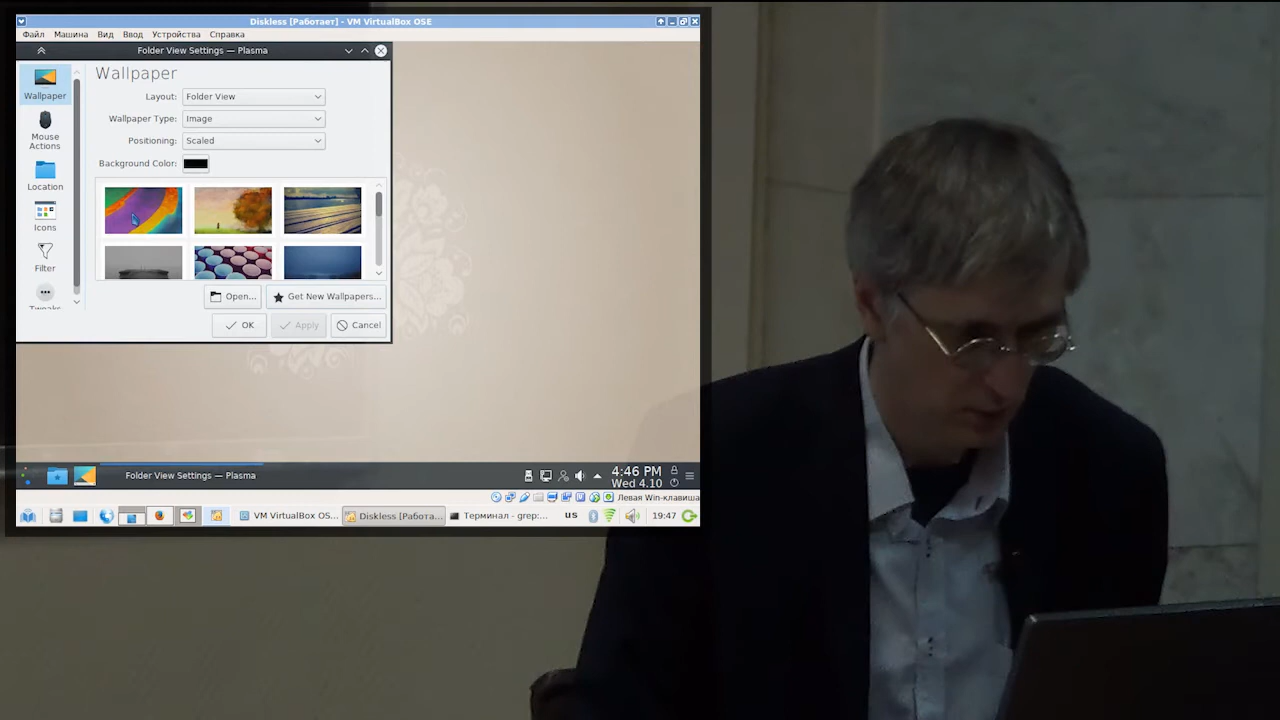 Diskless [Работает] - VM VirtualBox OSE
Файл Машина Вид Ввод Устройства Справка
Folder View Settings — Plasma
Wallpaper
Wallpaper
Mouse
Actions
Location
Icons
Filter
Tweaks
Layout: Folder View
Wallpaper Type: Image
Positioning: Scaled
Background Color:
Open...
Get New Wallpapers...
OK
Apply
Cancel
Folder View Settings — Plasma
4:46 PM
Wed 4.10
Левая Win-клавиша
VM VirtualBox OS...
Diskless [Работа...
Терминал - grep:...
us
19:47